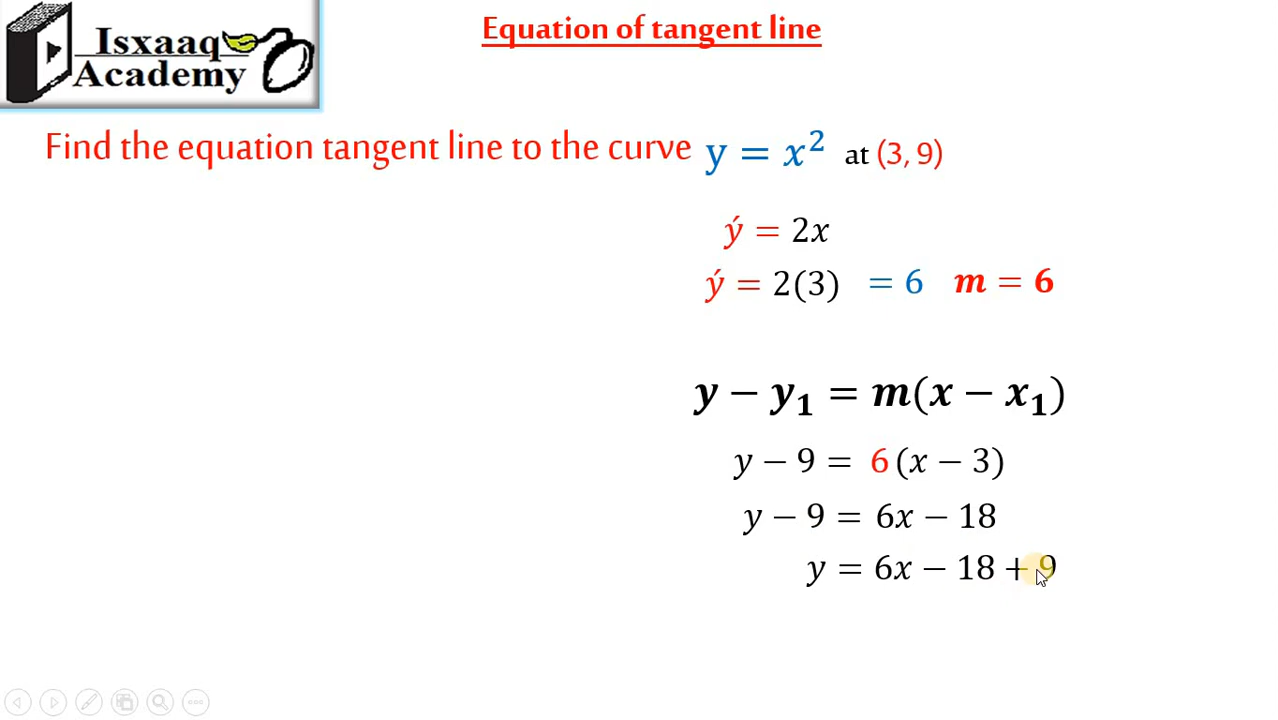 Isxaaq
Academy
Equation of tangent line
Find the equation tangent line to the curve y = x² at (3, 9)
ý = 2x
ý = 2(3) = 6 m = 6
y − y₁ = m(x − x₁)
y − 9 = 6 (x − 3)
y − 9 = 6x − 18
y = 6x − 18 + 9